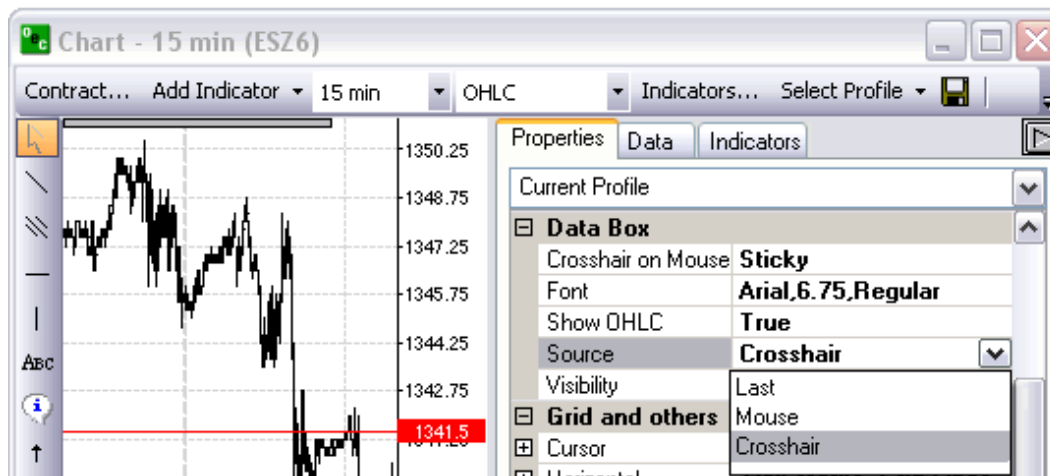 OEC Chart - 15 min (ESZ6)
Contract... Add Indicator 15 min OHLC Indicators... Select Profile
Properties Data Indicators
Current Profile
Data Box
Crosshair on Mouse Sticky
Font Arial,6.75,Regular
Show OHLC True
Source Crosshair
Visibility
Last
Mouse
Crosshair
Grid and others
Cursor
ABC
1350.25
1348.75
1347.25
1345.75
1344.25
1342.75
1341.5